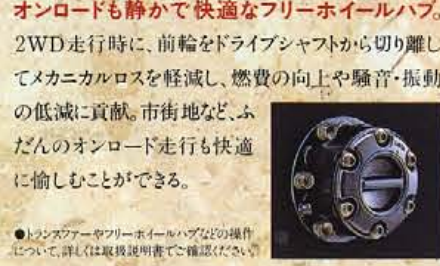 オンロードも静かで快適なフリーホイールハブ。
2WD走行時に、前輪をドライブシャフトから切り離し
てメカニカルロスを軽減し、燃費の向上や騒音・振動
の低減に貢献。市街地など、ふ
だんのオンロード走行も快適
に愉しむことができる。
●トランスファーやフリーホイールハブなどの操作
について、詳しくは取扱説明書でご確認ください。